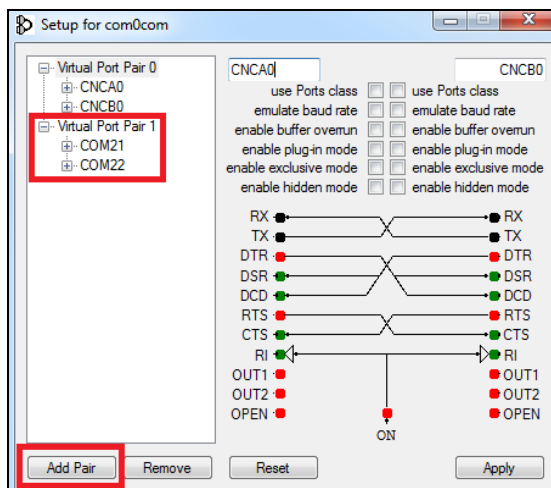 Setup for com0com
Virtual Port Pair 0
CNCA0
CNCB0
Virtual Port Pair 1
COM21
COM22
CNCA0 CNCB0
use Ports class use Ports class
emulate baud rate emulate baud rate
enable buffer overrun enable buffer overrun
enable plug-in mode enable plug-in mode
enable exclusive mode enable exclusive mode
enable hidden mode enable hidden mode
RX RX
TX TX
DTR DTR
DSR DSR
DCD DCD
RTS RTS
CTS CTS
RI RI
OUT1 OUT1
OUT2 OUT2
OPEN OPEN
ON
Add Pair Remove Reset Apply